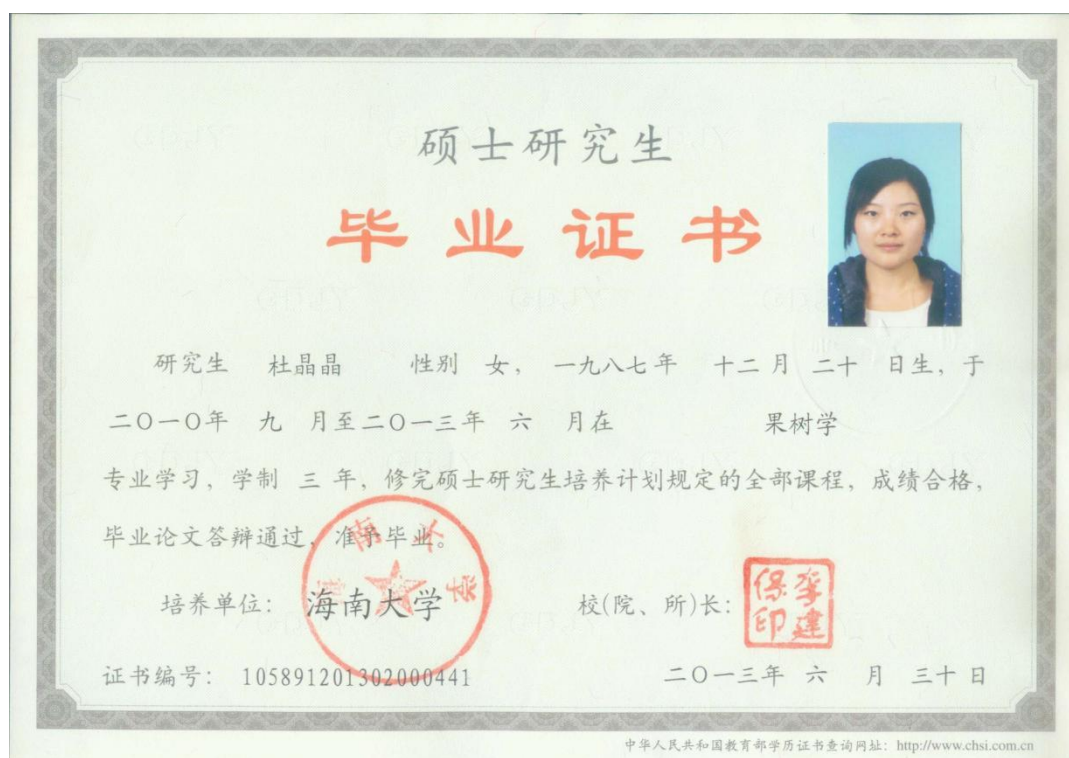 硕士研究生
毕业证书
研究生 杜晶晶 性别 女， 一九八七年 十二月 二十 日生，于
二〇一〇年 九 月至二〇一三年 六 月在 果树学
专业学习，学制 三 年，修完硕士研究生培养计划规定的全部课程，成绩合格，
毕业论文答辩通过，准予毕业。
海南大学
培养单位： 海南大学 校(院、所)长：
李建保印
证书编号： 105891201302000441 二〇一三年 六 月 三十 日
中华人民共和国教育部学历证书查询网址：http://www.chsi.com.cn